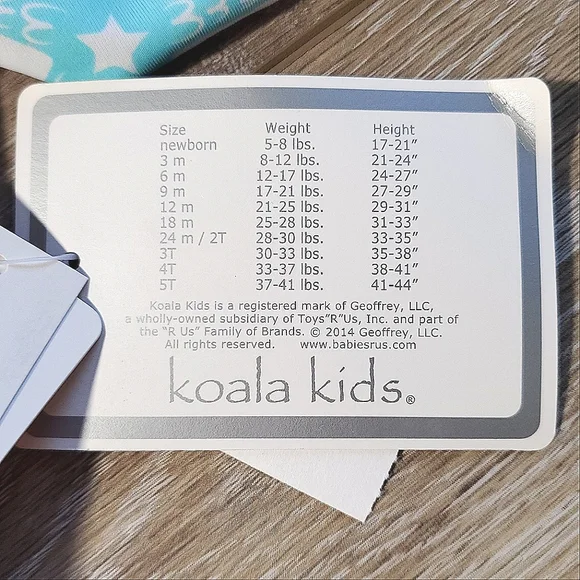 Size Weight Height
newborn 5-8 lbs. 17-21"
3 m 8-12 lbs. 21-24"
6 m 12-17 lbs. 24-27"
9 m 17-21 lbs. 27-29"
12 m 21-25 lbs. 29-31"
18 m 25-28 lbs. 31-33"
24 m / 2T 28-30 lbs. 33-35"
3T 30-33 lbs. 35-38"
4T 33-37 lbs. 38-41"
5T 37-41 lbs. 41-44"
Koala Kids is a registered mark of Geoffrey, LLC,
a wholly-owned subsidiary of Toys"R"Us, Inc. and part of
the "R Us" Family of Brands. © 2014 Geoffrey, LLC.
All rights reserved. www.babiesrus.com
koala kids®